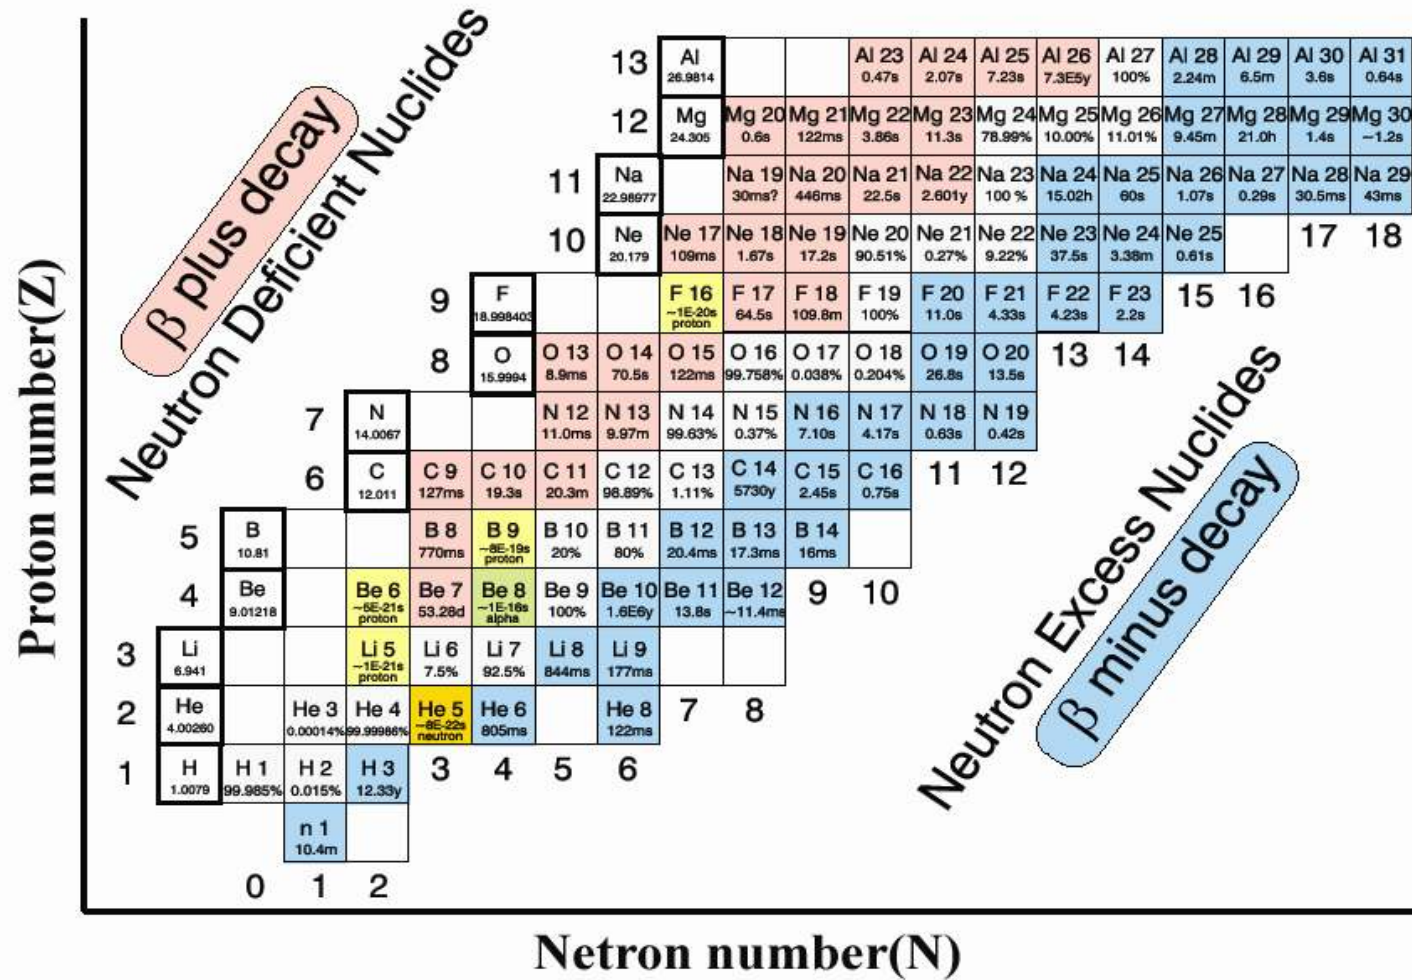 Proton number(Z)
β plus decay
Neutron Deficient Nuclides
13
Al
26.9814
Al 23
0.47s
Al 24
2.07s
Al 25
7.23s
Al 26
7.3E5y
Al 27
100%
Al 28
2.24m
Al 29
6.5m
Al 30
3.6s
Al 31
0.64s
12
Mg
24.305
Mg 20
0.6s
Mg 21
122ms
Mg 22
3.86s
Mg 23
11.3s
Mg 24
78.99%
Mg 25
10.00%
Mg 26
11.01%
Mg 27
9.45m
Mg 28
21.0h
Mg 29
1.4s
Mg 30
~1.2s
11
Na
22.98977
Na 19
30ms?
Na 20
446ms
Na 21
22.5s
Na 22
2.601y
Na 23
100 %
Na 24
15.02h
Na 25
60s
Na 26
1.07s
Na 27
0.29s
Na 28
30.5ms
Na 29
43ms
10
Ne
20.179
Ne 17
109ms
Ne 18
1.67s
Ne 19
17.2s
Ne 20
90.51%
Ne 21
0.27%
Ne 22
9.22%
Ne 23
37.5s
Ne 24
3.38m
Ne 25
0.61s
17 18
9
F
18.998403
F 16
~1E-20s
proton
F 17
64.5s
F 18
109.8m
F 19
100%
F 20
11.0s
F 21
4.33s
F 22
4.23s
F 23
2.2s
15 16
8
O
15.9994
O 13
8.9ms
O 14
70.5s
O 15
122ms
O 16
99.758%
O 17
0.038%
O 18
0.204%
O 19
26.8s
O 20
13.5s
13 14
7
N
14.0067
N 12
11.0ms
N 13
9.97m
N 14
99.63%
N 15
0.37%
N 16
7.10s
N 17
4.17s
N 18
0.63s
N 19
0.42s
6
C
12.011
C 9
127ms
C 10
19.3s
C 11
20.3m
C 12
98.89%
C 13
1.11%
C 14
5730y
C 15
2.45s
C 16
0.75s
11 12
5
B
10.81
B 8
770ms
B 9
~8E-19s
proton
B 10
20%
B 11
80%
B 12
20.4ms
B 13
17.3ms
B 14
16ms
4
Be
9.01218
Be 6
~5E-21s
proton
Be 7
53.28d
Be 8
~1E-16s
alpha
Be 9
100%
Be 10
1.6E6y
Be 11
13.8s
Be 12
~11.4ms
9 10
3
Li
6.941
Li 5
~1E-21s
proton
Li 6
7.5%
Li 7
92.5%
Li 8
844ms
Li 9
177ms
2
He
4.00260
He 3
0.00014%
He 4
99.99986%
He 5
~8E-22s
neutron
He 6
805ms
He 8
122ms
7 8
1
H
1.0079
H 1
99.985%
H 2
0.015%
H 3
12.33y
3 4 5 6
n 1
10.4m
0 1 2
Neutron Excess Nuclides
β minus decay
Netron number(N)